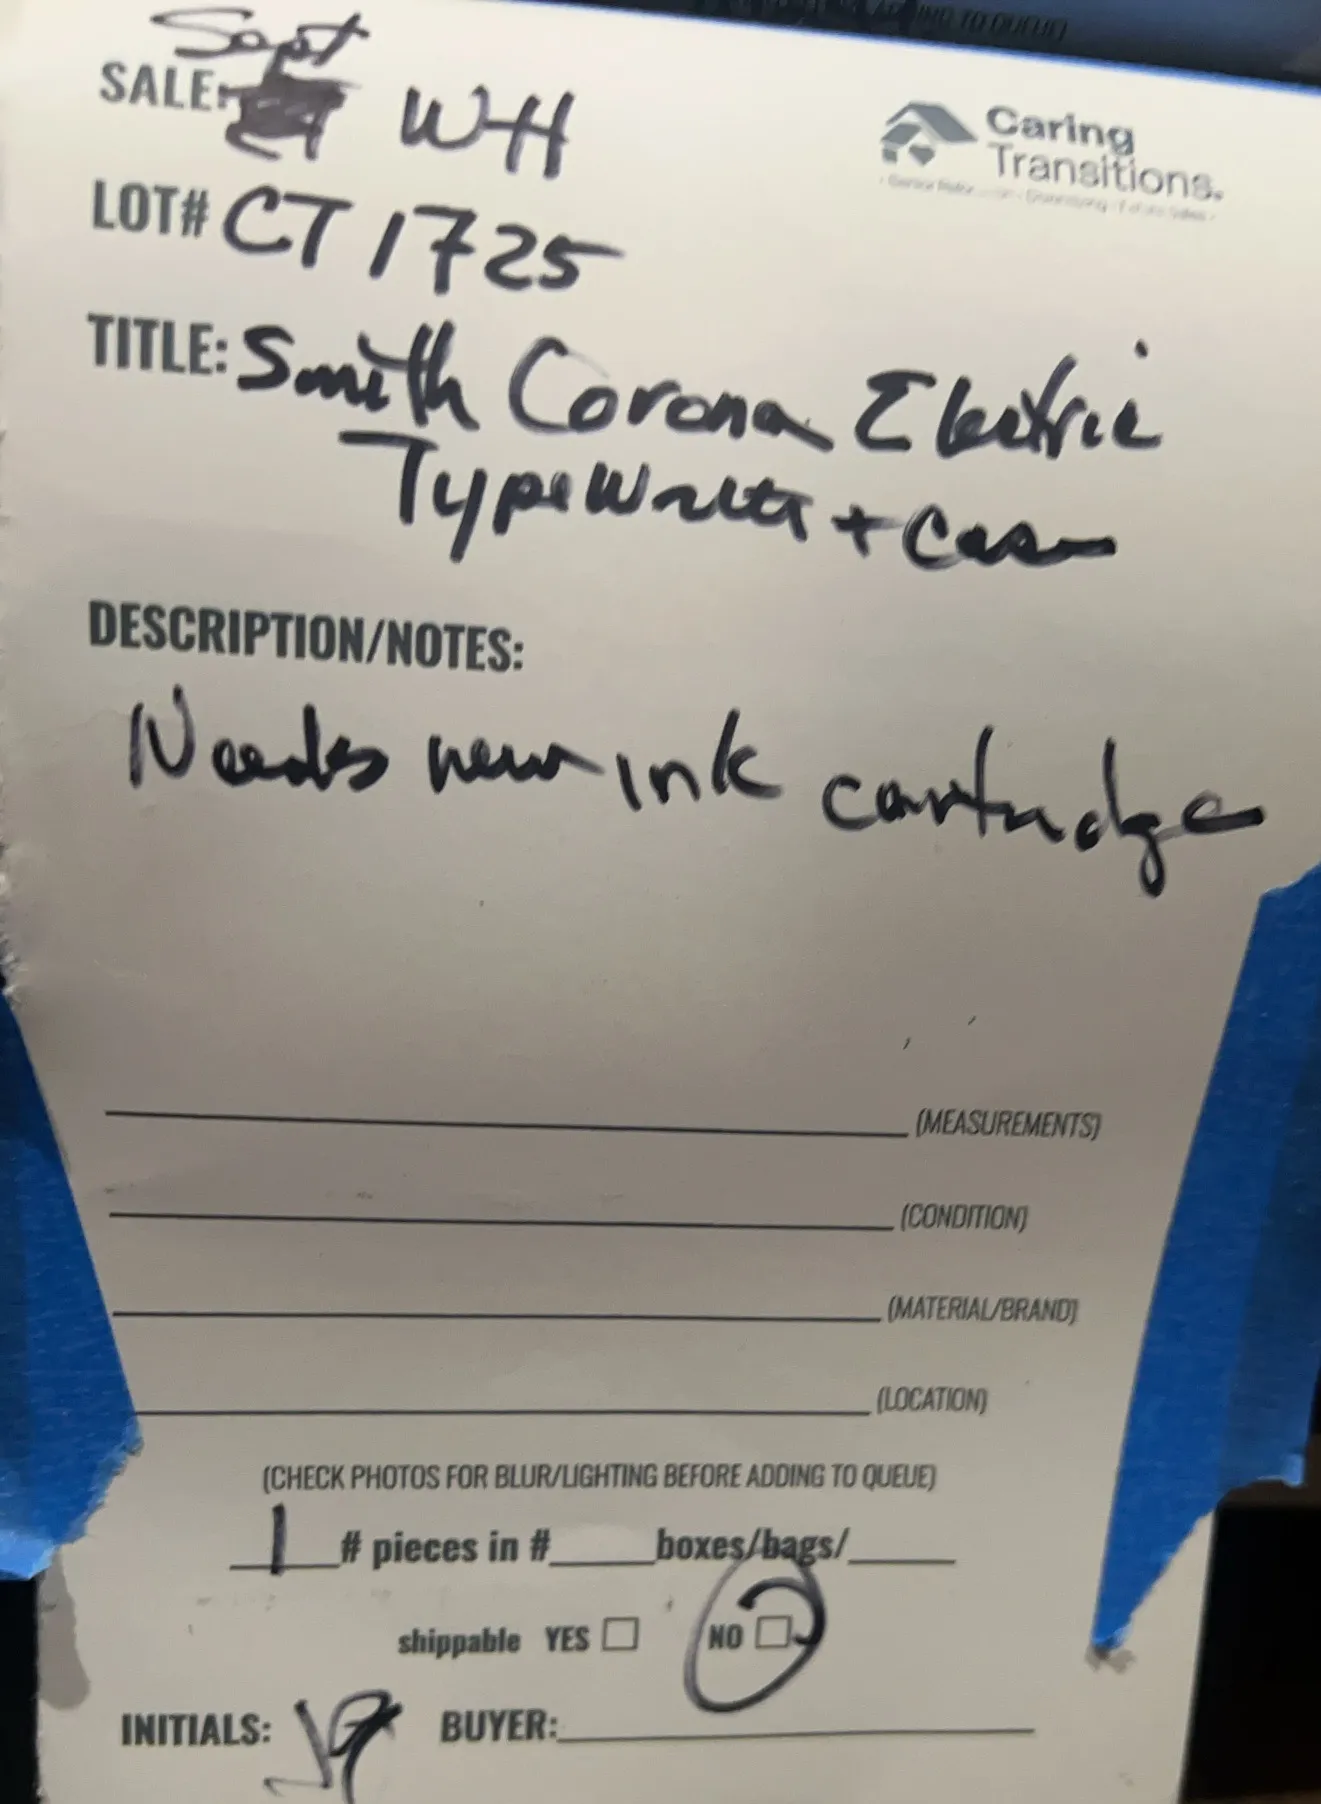 Sept
SALE: WH
Caring
Transitions.
LOT# CT 1725
TITLE: Smith Corona Electric
Typewriter + Case
DESCRIPTION/NOTES:
Needs new ink cartridge
(MEASUREMENTS)
(CONDITION)
(MATERIAL/BRAND)
(LOCATION)
(CHECK PHOTOS FOR BLUR/LIGHTING BEFORE ADDING TO QUEUE)
1 # pieces in # boxes/bags/
shippable YES NO
INITIALS: BUYER: